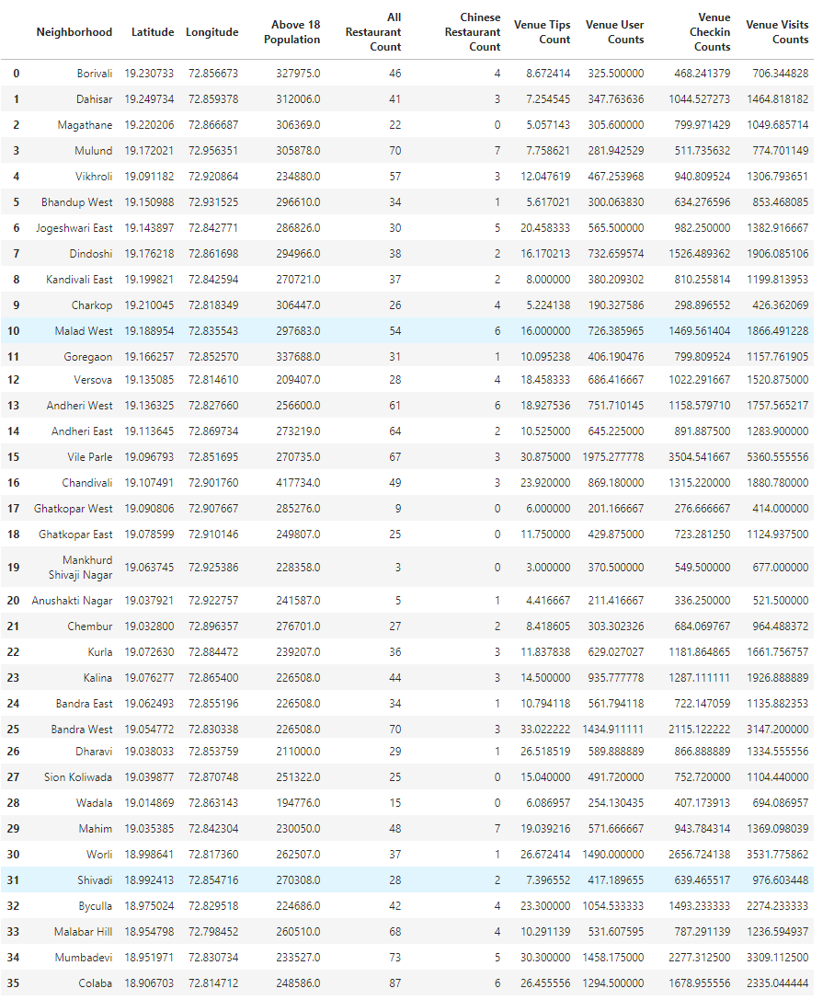 Neighborhood Latitude Longitude Above 18 Population All Restaurant Count Chinese Restaurant Count Venue Tips Count Venue User Counts Venue Checkin Counts Venue Visits Counts
0 Borivali 19.230733 72.856673 327975.0 46 4 8.672414 325.500000 468.241379 706.344828
1 Dahisar 19.249734 72.859378 312006.0 41 3 7.254545 347.763636 1044.527273 1464.818182
2 Magathane 19.220206 72.866687 306369.0 22 0 5.057143 305.600000 799.971429 1049.685714
3 Mulund 19.172021 72.956351 305878.0 70 7 7.758621 281.942529 511.735632 774.701149
4 Vikhroli 19.091182 72.920864 234880.0 57 3 12.047619 467.253968 940.809524 1306.793651
5 Bhandup West 19.150988 72.931525 296610.0 34 1 5.617021 300.063830 634.276596 853.468085
6 Jogeshwari East 19.143897 72.842771 286826.0 30 5 20.458333 565.500000 982.250000 1382.916667
7 Dindoshi 19.176218 72.861698 294966.0 38 2 16.170213 732.659574 1526.489362 1906.085106
8 Kandivali East 19.199821 72.842594 270721.0 37 2 8.000000 380.209302 810.255814 1199.813953
9 Charkop 19.210045 72.818349 306447.0 26 4 5.224138 190.327586 298.896552 426.362069
10 Malad West 19.188954 72.835543 297683.0 54 6 16.000000 726.385965 1469.561404 1866.491228
11 Goregaon 19.166257 72.852570 337688.0 31 1 10.095238 406.190476 799.809524 1157.761905
12 Versova 19.135085 72.814610 209407.0 28 4 18.458333 686.416667 1022.291667 1520.875000
13 Andheri West 19.136325 72.827660 256600.0 61 6 18.927536 751.710145 1158.579710 1757.565217
14 Andheri East 19.113645 72.869734 273219.0 64 2 10.525000 645.225000 891.887500 1283.900000
15 Vile Parle 19.096793 72.851695 270735.0 67 3 30.875000 1975.277778 3504.541667 5360.555556
16 Chandivali 19.107491 72.901760 417734.0 49 3 23.920000 869.180000 1315.220000 1880.780000
17 Ghatkopar West 19.090806 72.907667 285276.0 9 0 6.000000 201.166667 276.666667 414.000000
18 Ghatkopar East 19.078599 72.910146 249807.0 25 0 11.750000 429.875000 723.281250 1124.937500
19 Mankhurd Shivaji Nagar 19.063745 72.925386 228358.0 3 0 3.000000 370.500000 549.500000 677.000000
20 Anushakti Nagar 19.037921 72.922757 241587.0 5 1 4.416667 211.416667 336.250000 521.500000
21 Chembur 19.032800 72.896357 276701.0 27 2 8.418605 303.302326 684.069767 964.488372
22 Kurla 19.072630 72.884472 239207.0 36 3 11.837838 629.027027 1181.864865 1661.756757
23 Kalina 19.076277 72.865400 226508.0 44 3 14.500000 935.777778 1287.111111 1926.888889
24 Bandra East 19.062493 72.855196 226508.0 34 1 10.794118 561.794118 722.147059 1135.882353
25 Bandra West 19.054772 72.830338 226508.0 70 3 33.022222 1434.911111 2115.122222 3147.200000
26 Dharavi 19.038033 72.853759 211000.0 29 1 26.518519 589.888889 866.888889 1334.555556
27 Sion Koliwada 19.039877 72.870748 251322.0 25 0 15.040000 491.720000 752.720000 1104.440000
28 Wadala 19.014869 72.863143 194776.0 15 0 6.086957 254.130435 407.173913 694.086957
29 Mahim 19.035385 72.842304 230050.0 48 7 19.039216 571.666667 943.784314 1369.098039
30 Worli 18.998641 72.817360 262507.0 37 1 26.672414 1490.000000 2656.724138 3531.775862
31 Shivadi 18.992413 72.854716 270308.0 28 2 7.396552 417.189655 639.465517 976.603448
32 Byculla 18.975024 72.829518 224686.0 42 4 23.300000 1054.533333 1493.233333 2274.233333
33 Malabar Hill 18.954798 72.798452 260510.0 68 4 10.291139 531.607595 787.291139 1236.594937
34 Mumbadevi 18.951971 72.830734 233527.0 73 5 30.300000 1458.175000 2277.312500 3309.112500
35 Colaba 18.906703 72.814712 248586.0 87 6 26.455556 1294.500000 1678.955556 2335.044444